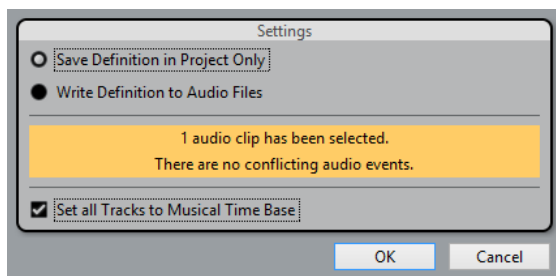 Settings
Save Definition in Project Only
Write Definition to Audio Files
1 audio clip has been selected.
There are no conflicting audio events.
Set all Tracks to Musical Time Base
OK Cancel